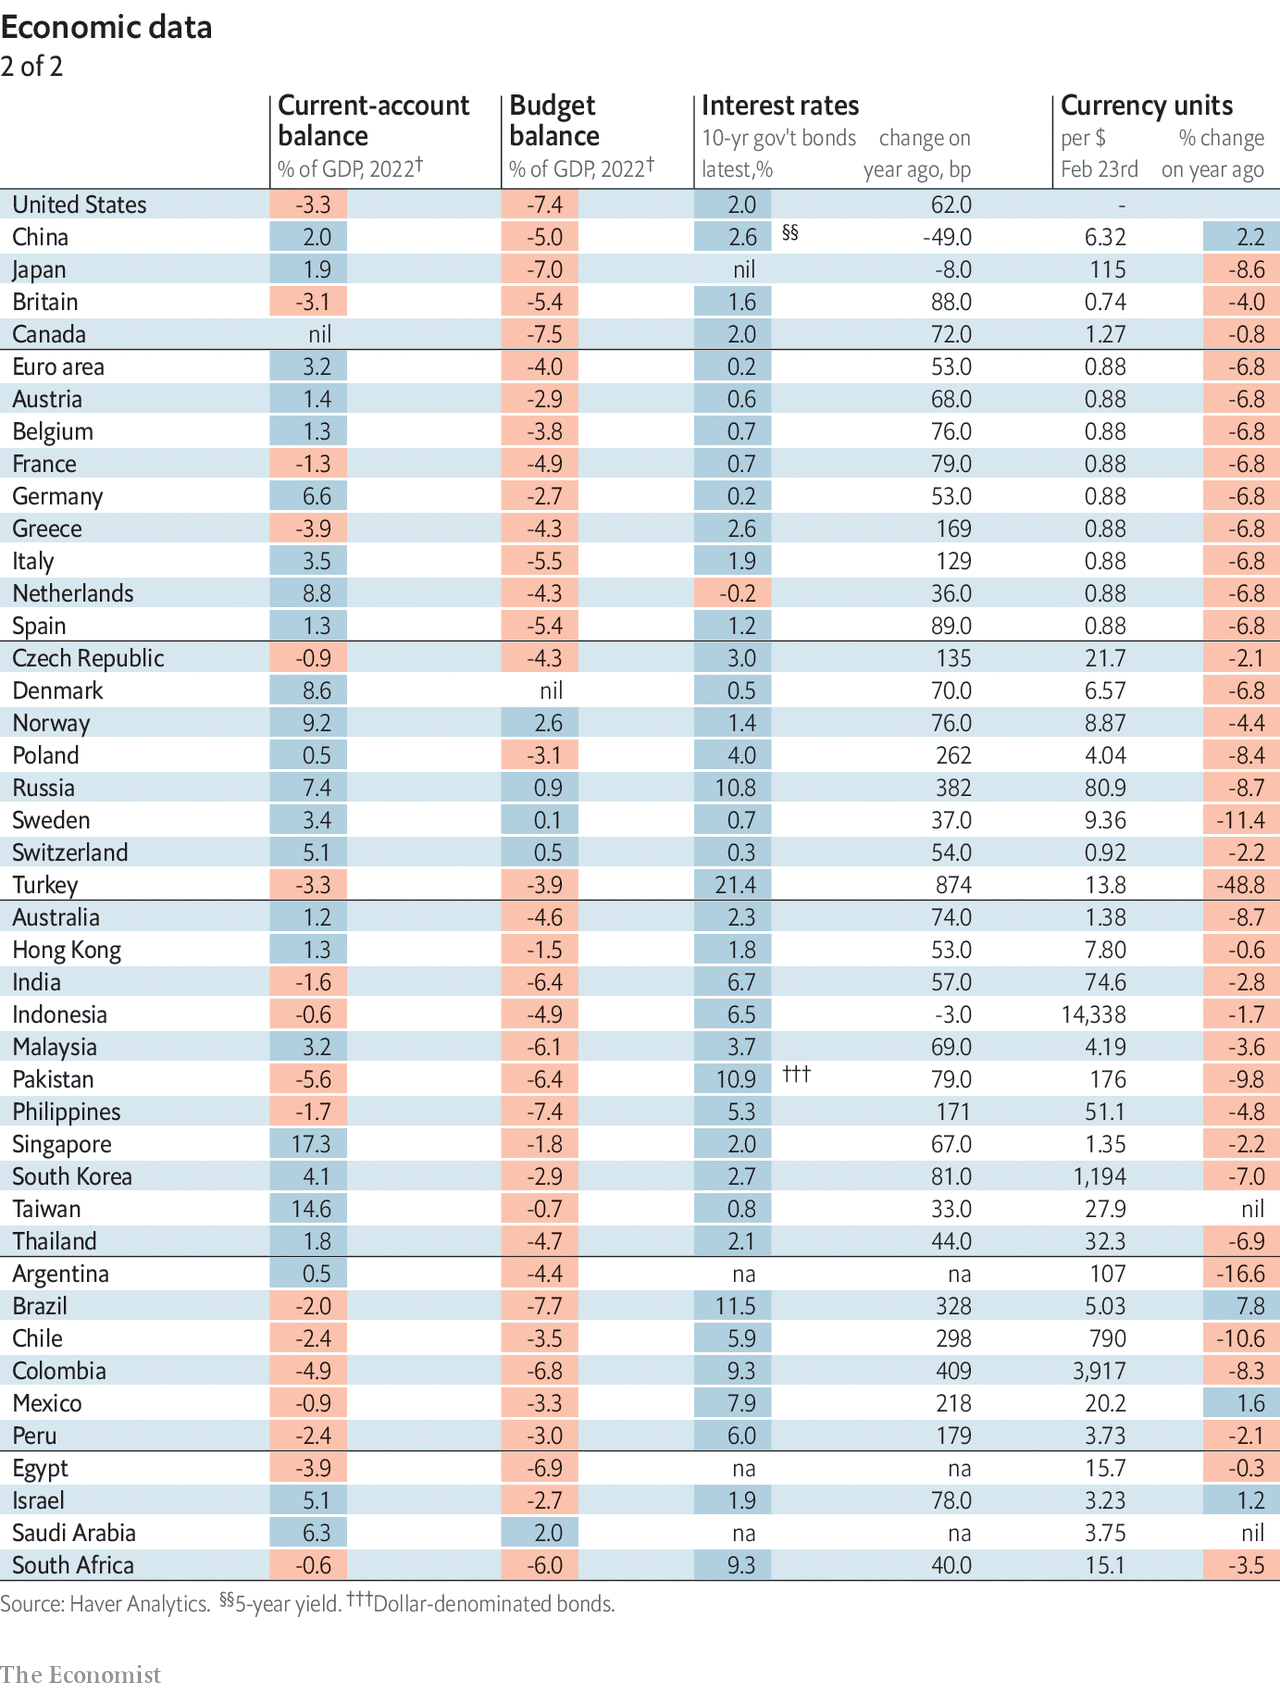 Economic data
2 of 2
Current-account balance Budget balance Interest rates Currency units
% of GDP, 2022† % of GDP, 2022† 10-yr gov't bonds latest,% change on year ago, bp per $ Feb 23rd % change on year ago
United States -3.3 -7.4 2.0 62.0 -
China 2.0 -5.0 2.6 §§ -49.0 6.32 2.2
Japan 1.9 -7.0 nil -8.0 115 -8.6
Britain -3.1 -5.4 1.6 88.0 0.74 -4.0
Canada nil -7.5 2.0 72.0 1.27 -0.8
Euro area 3.2 -4.0 0.2 53.0 0.88 -6.8
Austria 1.4 -2.9 0.6 68.0 0.88 -6.8
Belgium 1.3 -3.8 0.7 76.0 0.88 -6.8
France -1.3 -4.9 0.7 79.0 0.88 -6.8
Germany 6.6 -2.7 0.2 53.0 0.88 -6.8
Greece -3.9 -4.3 2.6 169 0.88 -6.8
Italy 3.5 -5.5 1.9 129 0.88 -6.8
Netherlands 8.8 -4.3 -0.2 36.0 0.88 -6.8
Spain 1.3 -5.4 1.2 89.0 0.88 -6.8
Czech Republic -0.9 -4.3 3.0 135 21.7 -2.1
Denmark 8.6 nil 0.5 70.0 6.57 -6.8
Norway 9.2 2.6 1.4 76.0 8.87 -4.4
Poland 0.5 -3.1 4.0 262 4.04 -8.4
Russia 7.4 0.9 10.8 382 80.9 -8.7
Sweden 3.4 0.1 0.7 37.0 9.36 -11.4
Switzerland 5.1 0.5 0.3 54.0 0.92 -2.2
Turkey -3.3 -3.9 21.4 874 13.8 -48.8
Australia 1.2 -4.6 2.3 74.0 1.38 -8.7
Hong Kong 1.3 -1.5 1.8 53.0 7.80 -0.6
India -1.6 -6.4 6.7 57.0 74.6 -2.8
Indonesia -0.6 -4.9 6.5 -3.0 14,338 -1.7
Malaysia 3.2 -6.1 3.7 69.0 4.19 -3.6
Pakistan -5.6 -6.4 10.9 ††† 79.0 176 -9.8
Philippines -1.7 -7.4 5.3 171 51.1 -4.8
Singapore 17.3 -1.8 2.0 67.0 1.35 -2.2
South Korea 4.1 -2.9 2.7 81.0 1,194 -7.0
Taiwan 14.6 -0.7 0.8 33.0 27.9 nil
Thailand 1.8 -4.7 2.1 44.0 32.3 -6.9
Argentina 0.5 -4.4 na na 107 -16.6
Brazil -2.0 -7.7 11.5 328 5.03 7.8
Chile -2.4 -3.5 5.9 298 790 -10.6
Colombia -4.9 -6.8 9.3 409 3,917 -8.3
Mexico -0.9 -3.3 7.9 218 20.2 1.6
Peru -2.4 -3.0 6.0 179 3.73 -2.1
Egypt -3.9 -6.9 na na 15.7 -0.3
Israel 5.1 -2.7 1.9 78.0 3.23 1.2
Saudi Arabia 6.3 2.0 na na 3.75 nil
South Africa -0.6 -6.0 9.3 40.0 15.1 -3.5
Source: Haver Analytics. §§5-year yield. †††Dollar-denominated bonds.
The Economist